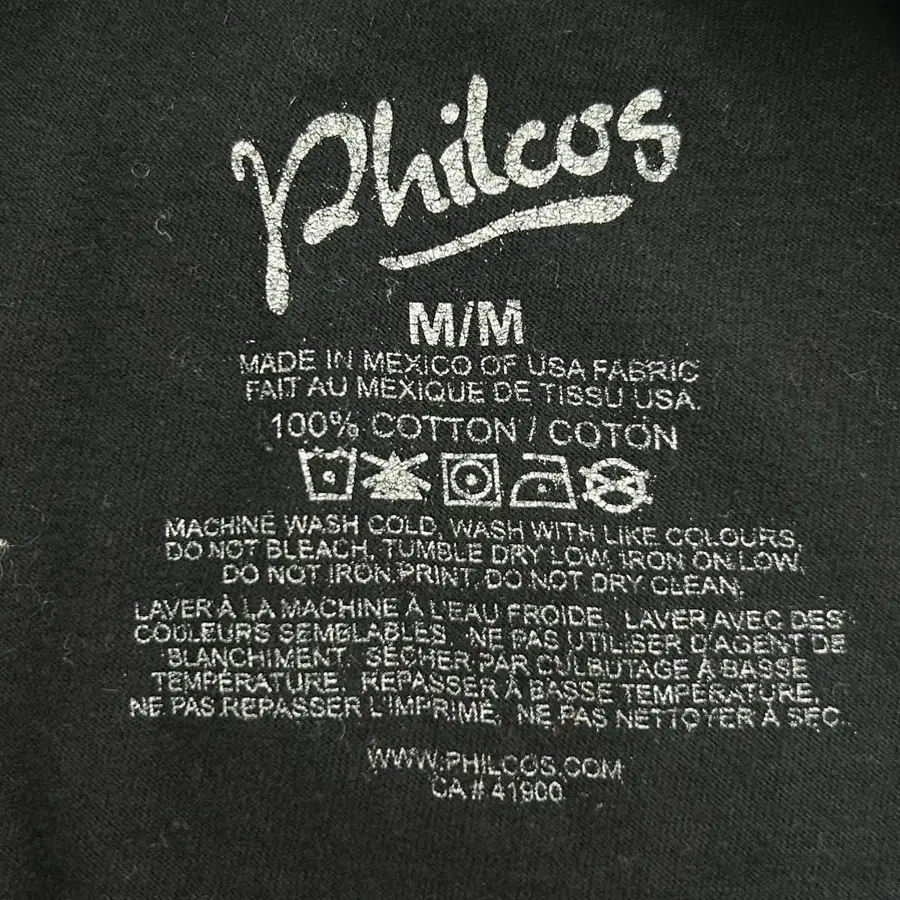 Philcos
M/M
MADE IN MEXICO OF USA FABRIC
FAIT AU MEXIQUE DE TISSU USA.
100% COTTON / COTON
MACHINE WASH COLD, WASH WITH LIKE COLOURS,
DO NOT BLEACH, TUMBLE DRY LOW, IRON ON LOW,
DO NOT IRON PRINT, DO NOT DRY CLEAN,
LAVER À LA MACHINE À L'EAU FROIDE, LAVER AVEC DES
COULEURS SEMBLABLES, NE PAS UTILISER D'AGENT DE
BLANCHIMENT, SÉCHER PAR CULBUTAGE À BASSE
TEMPÉRATURE, REPASSER À BASSE TEMPÉRATURE,
NE PAS REPASSER L'IMPRIMÉ, NE PAS NETTOYER À SEC.
WWW.PHILCOS.COM
CA # 41900